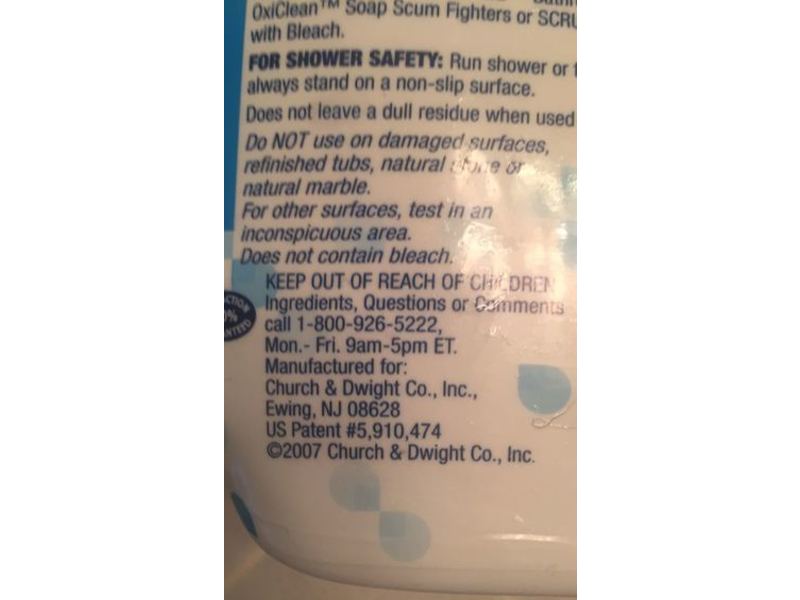 OxiClean™ Soap Scum Fighters or
with Bleach.
FOR SHOWER SAFETY: Run shower or
always stand on a non-slip surface.
Does not leave a dull residue when used
Do NOT use on damaged surfaces,
refinished tubs, natural stone or
natural marble.
For other surfaces, test in an
inconspicuous area.
Does not contain bleach.
KEEP OUT OF REACH OF CHILDREN
Ingredients, Questions or Comments
call 1-800-926-5222,
Mon.- Fri. 9am-5pm ET.
Manufactured for:
Church & Dwight Co., Inc.,
Ewing, NJ 08628
US Patent #5,910,474
©2007 Church & Dwight Co., Inc.